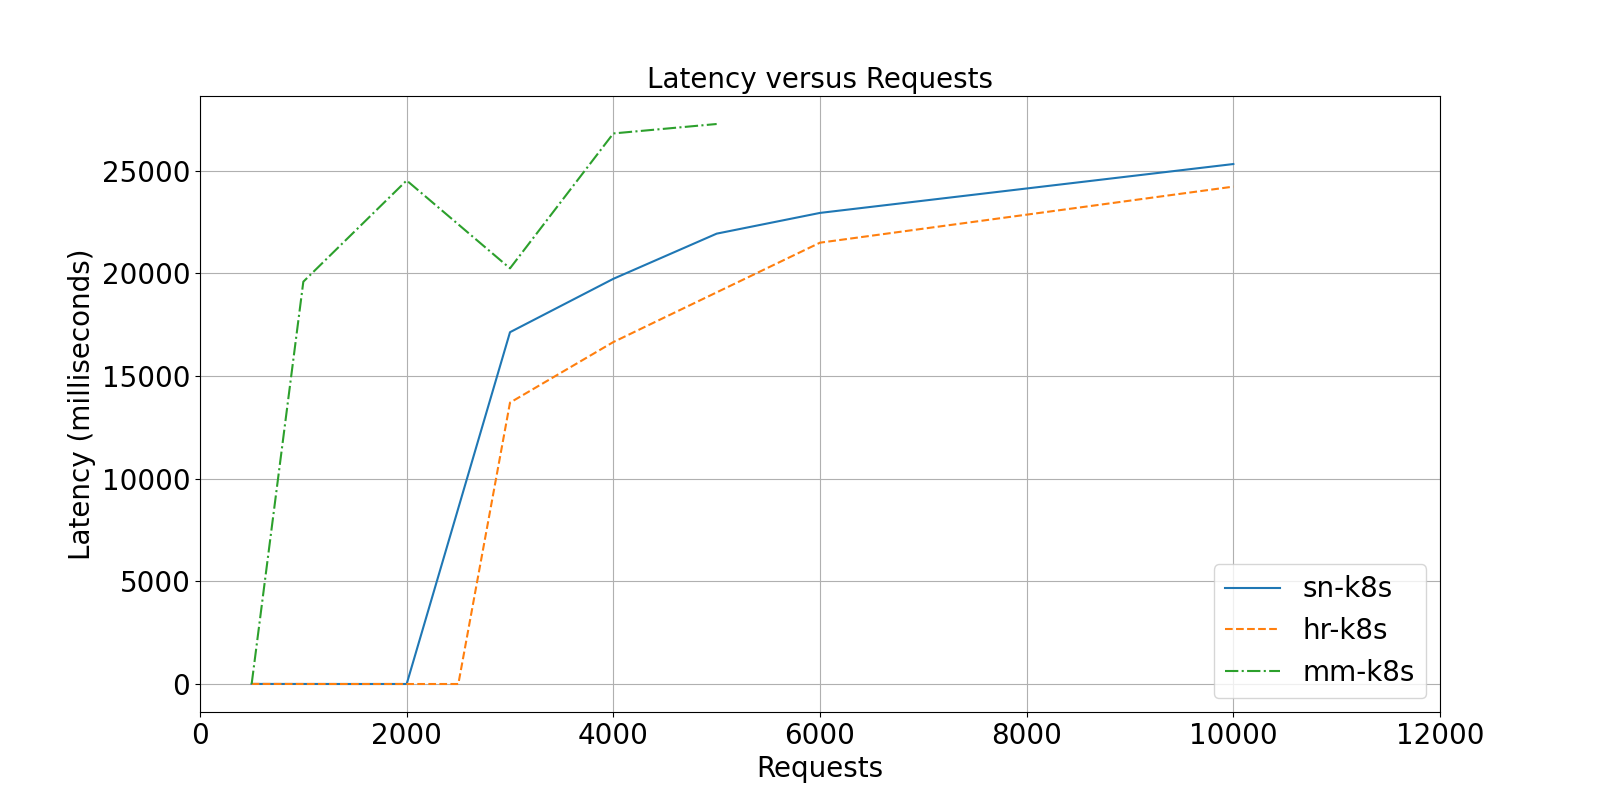 Latency versus Requests
Latency (milliseconds)
25000
20000
15000
10000
5000
0
0 2000 4000 6000 8000 10000 12000
Requests
sn-k8s
hr-k8s
mm-k8s